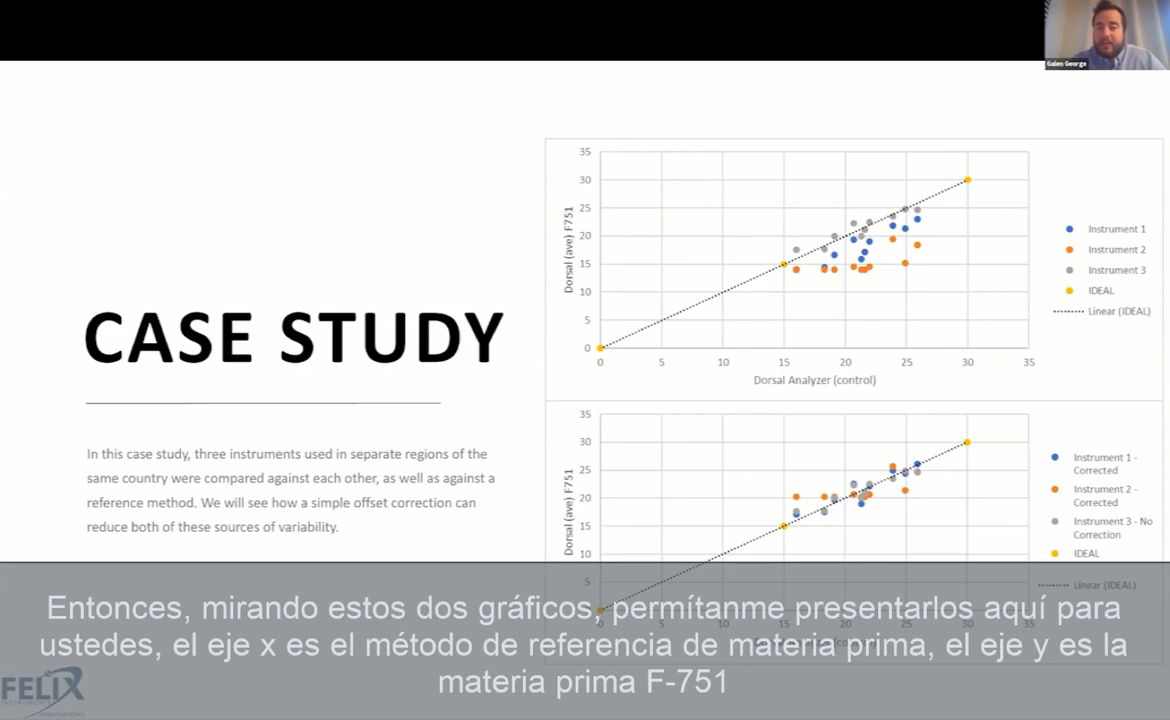 Galen George
35
30
25
20
15
10
5
0
Dorsal (ave) F751
0 5 10 15 20 25 30 35
Dorsal Analyzer (control)
Instrument 1
Instrument 2
Instrument 3
IDEAL
Linear (IDEAL)
CASE STUDY
In this case study, three instruments used in separate regions of the
same country were compared against each other, as well as against a
reference method. We will see how a simple offset correction can
reduce both of these sources of variability.
35
30
25
20
15
10
5
0
Dorsal (ave) F751
Instrument 1 -
Corrected
Instrument 2 -
Corrected
Instrument 3 - No
Correction
IDEAL
Linear (IDEAL)
Entonces, mirando estos dos gráficos, permítanme presentarlos aquí para
ustedes, el eje x es el método de referencia de materia prima, el eje y es la
materia prima F-751
FELIX
INSTRUMENTS